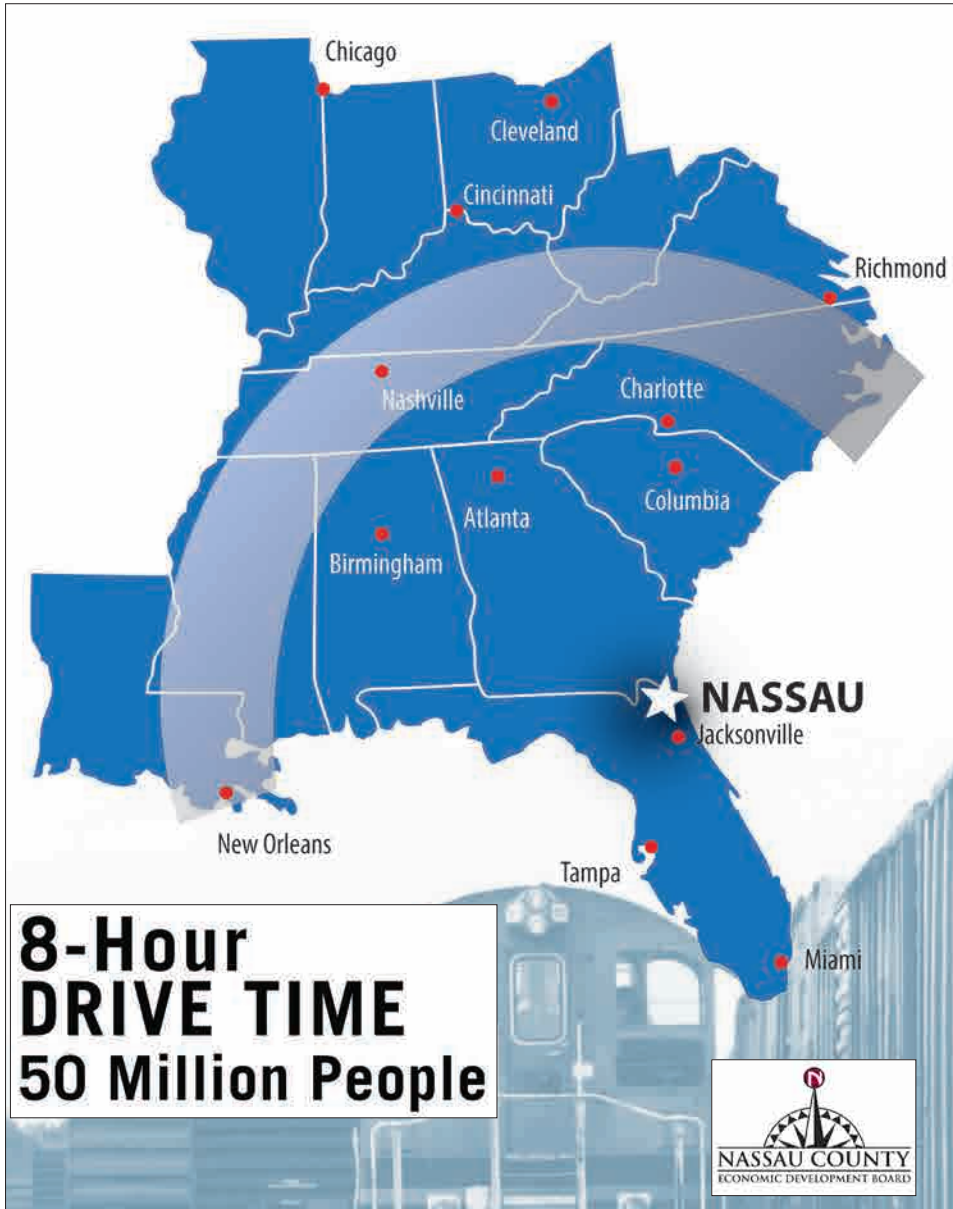 Chicago
Cleveland
Cincinnati
Richmond
Nashville
Charlotte
Columbia
Atlanta
Birmingham
NASSAU
Jacksonville
New Orleans
Tampa
Miami
8-Hour
DRIVE TIME
50 Million People
N
NASSAU COUNTY
ECONOMIC DEVELOPMENT BOARD